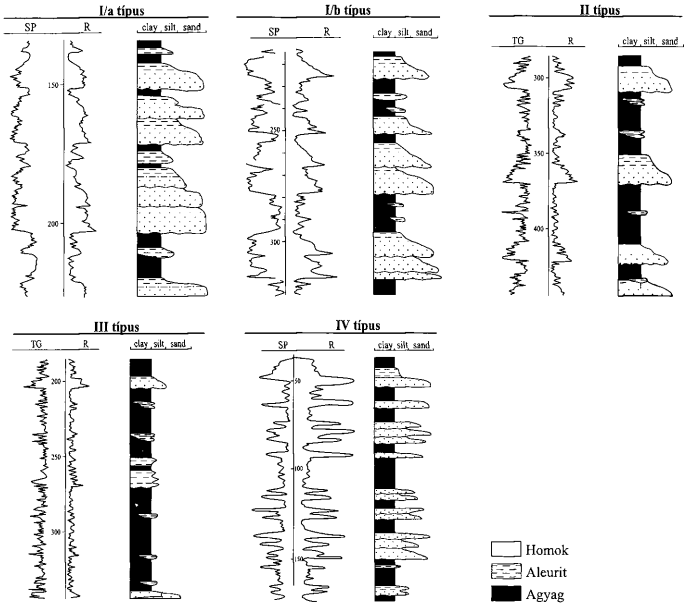 I/a típus
SP R clay, silt, sand
150
200
I/b típus
SP R clay, silt, sand
250
300
II típus
TG R clay, silt, sand
300
350
400
III típus
TG R clay, silt, sand
200
250
300
IV típus
SP R clay, silt, sand
50
100
150
Homok
Aleurit
Agyag